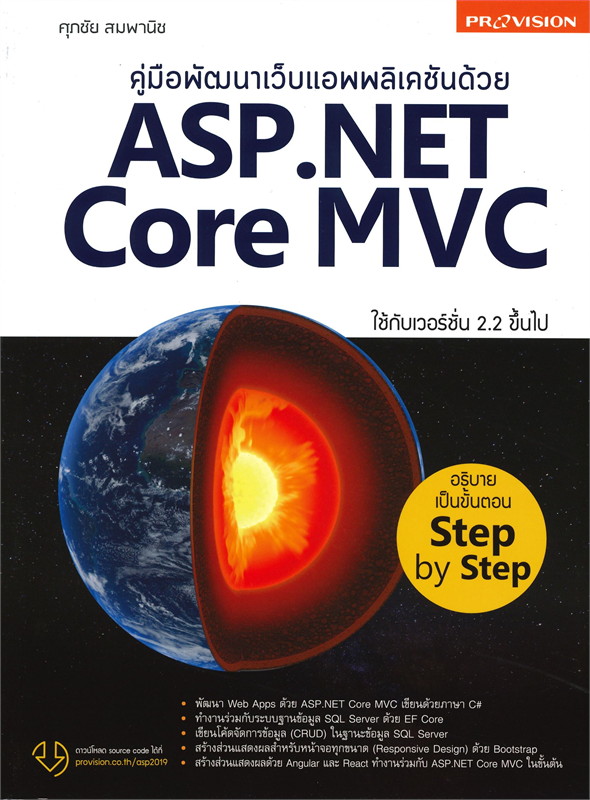 ศุภชัย สมพานิช
PROVISION
คู่มือพัฒนาเว็บแอพพลิเคชันด้วย
ASP.NET
Core MVC
ใช้กับเวอร์ชั่น 2.2 ขึ้นไป
อธิบาย
เป็นขั้นตอน
Step
by Step
• พัฒนา Web Apps ด้วย ASP.NET Core MVC เขียนด้วยภาษา C#
• ทำงานร่วมกับระบบฐานข้อมูล SQL Server ด้วย EF Core
• เขียนโค้ดจัดการข้อมูล (CRUD) ในฐานะข้อมูล SQL Server
• สร้างส่วนแสดงผลสำหรับหน้าจอทุกขนาด (Responsive Design) ด้วย Bootstrap
• สร้างส่วนแสดงผลด้วย Angular และ React ทำงานร่วมกับ ASP.NET Core MVC ในขั้นต้น
ดาวน์โหลด source code ได้ที่
provision.co.th/asp2019